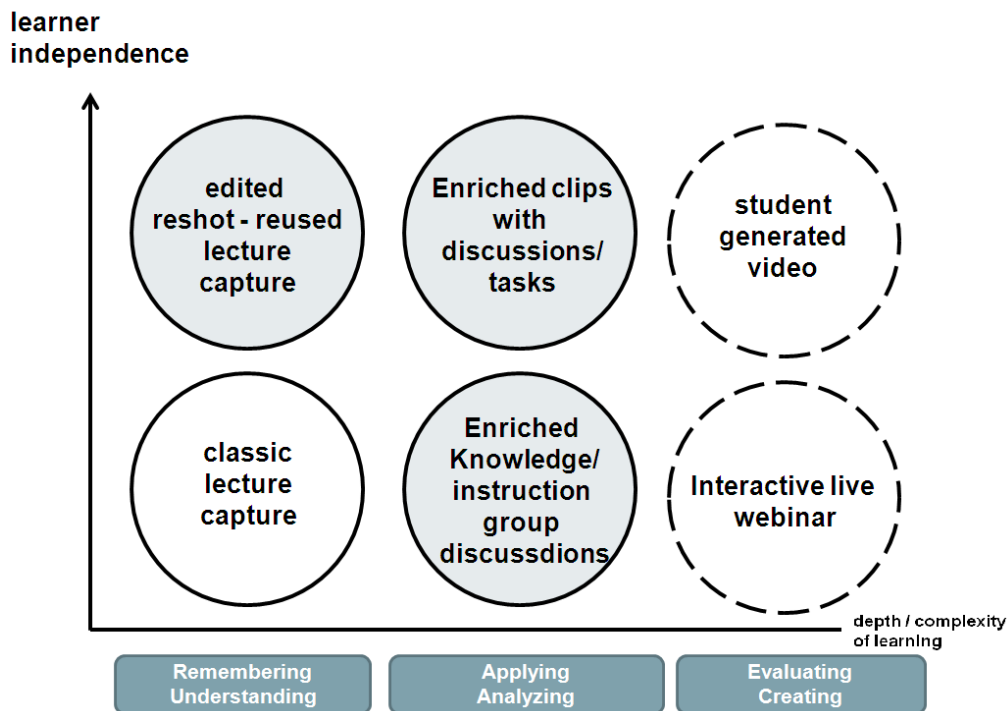 learner
independence
edited
reshot - reused
lecture
capture
Enriched clips
with
discussions/
tasks
student
generated
video
classic
lecture
capture
Enriched
Knowledge/
instruction
group
discussdions
Interactive live
webinar
depth / complexity
of learning
Remembering
Understanding
Applying
Analyzing
Evaluating
Creating